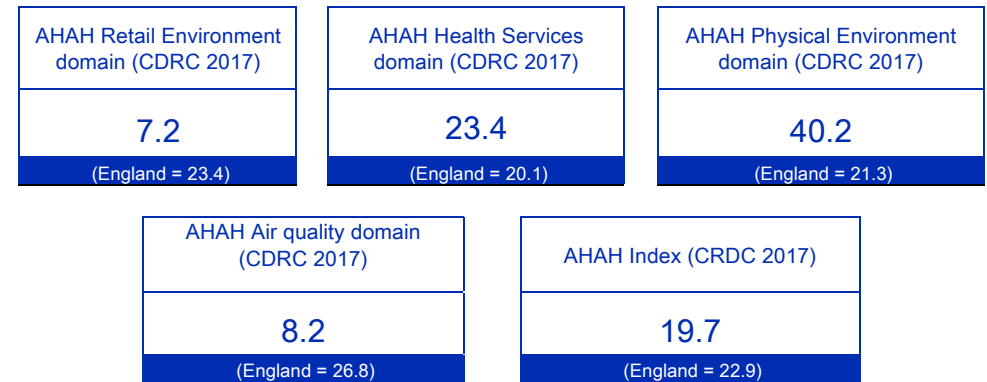 AHAH Retail Environment
domain (CDRC 2017)
7.2
(England = 23.4)
AHAH Health Services
domain (CDRC 2017)
23.4
(England = 20.1)
AHAH Physical Environment
domain (CDRC 2017)
40.2
(England = 21.3)
AHAH Air quality domain
(CDRC 2017)
8.2
(England = 26.8)
AHAH Index (CRDC 2017)
19.7
(England = 22.9)